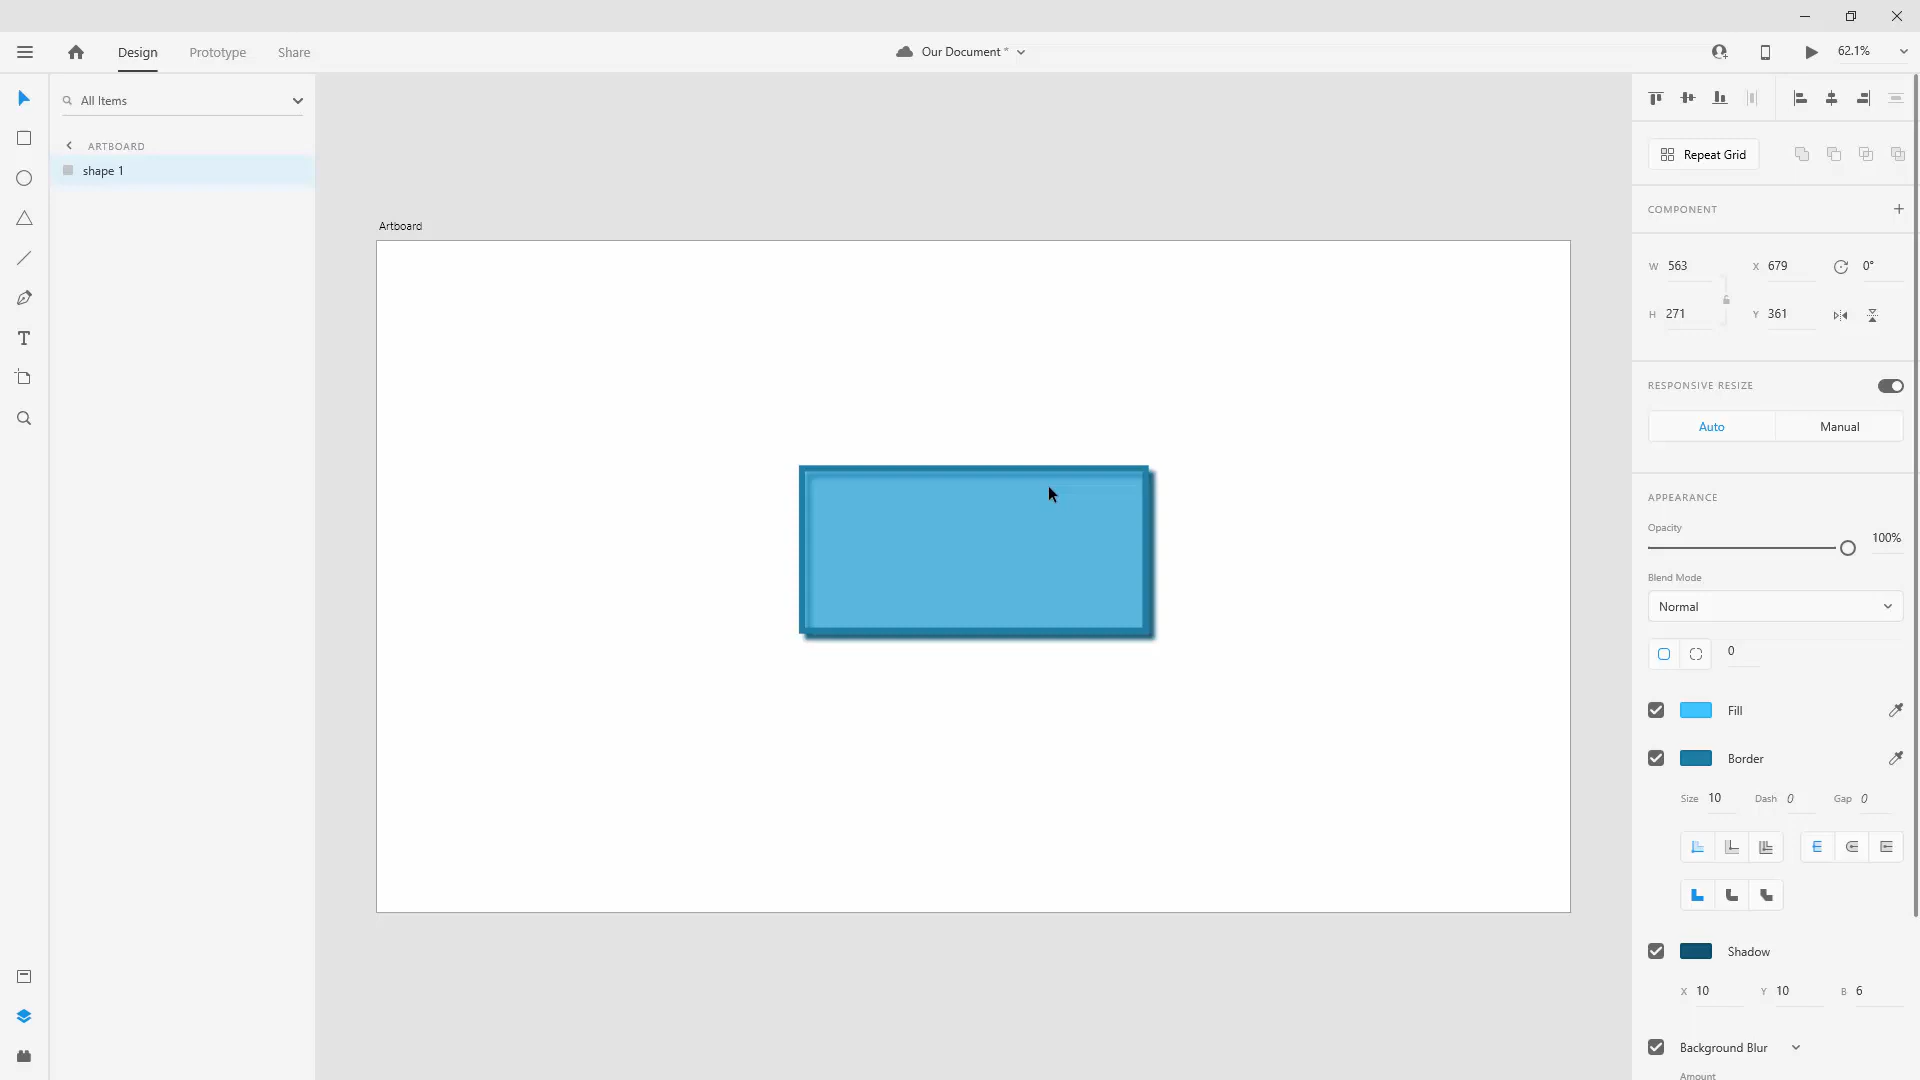 Design
Prototype
Share
Our Document *
62.1%
All Items
ARTBOARD
shape 1
Artboard
Repeat Grid
COMPONENT
W 563
X 679
0°
H 271
Y 361
RESPONSIVE RESIZE
Auto
Manual
APPEARANCE
Opacity
100%
Blend Mode
Normal
0
Fill
Border
Size 10
Dash 0
Gap 0
Shadow
X 10
Y 10
B 6
Background Blur
Amount